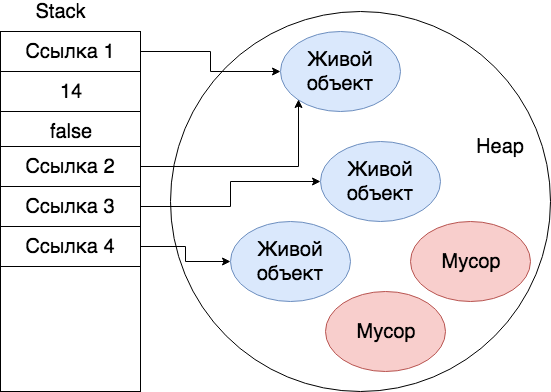 Stack
Ссылка 1
14
false
Ссылка 2
Ссылка 3
Ссылка 4
Живой
объект
Heap
Живой
объект
Живой
объект
Мусор
Мусор